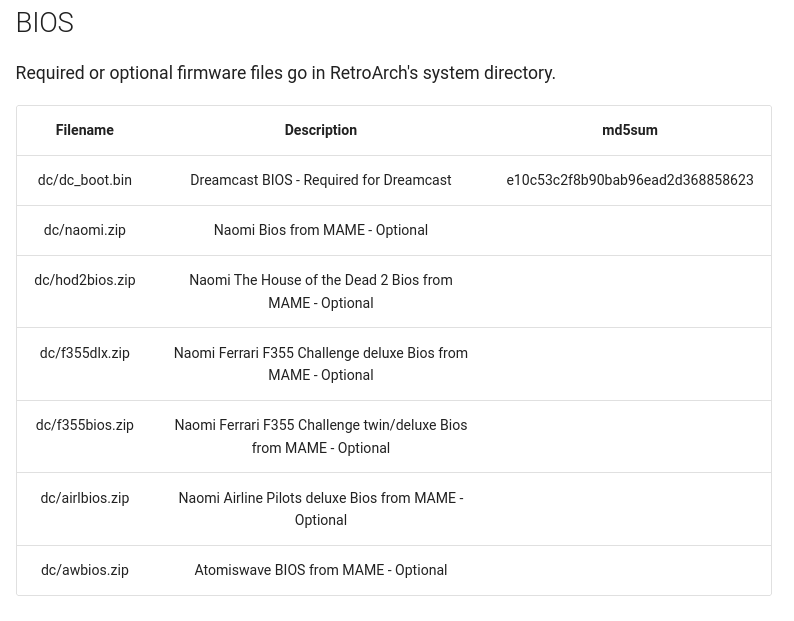 BIOS
Required or optional firmware files go in RetroArch's system directory.
Filename Description md5sum
dc/dc_boot.bin Dreamcast BIOS - Required for Dreamcast e10c53c2f8b90bab96ead2d368858623
dc/naomi.zip Naomi Bios from MAME - Optional
dc/hod2bios.zip Naomi The House of the Dead 2 Bios from
MAME - Optional
dc/f355dlx.zip Naomi Ferrari F355 Challenge deluxe Bios from
MAME - Optional
dc/f355bios.zip Naomi Ferrari F355 Challenge twin/deluxe Bios
from MAME - Optional
dc/airlbios.zip Naomi Airline Pilots deluxe Bios from MAME -
Optional
dc/awbios.zip Atomiswave BIOS from MAME - Optional